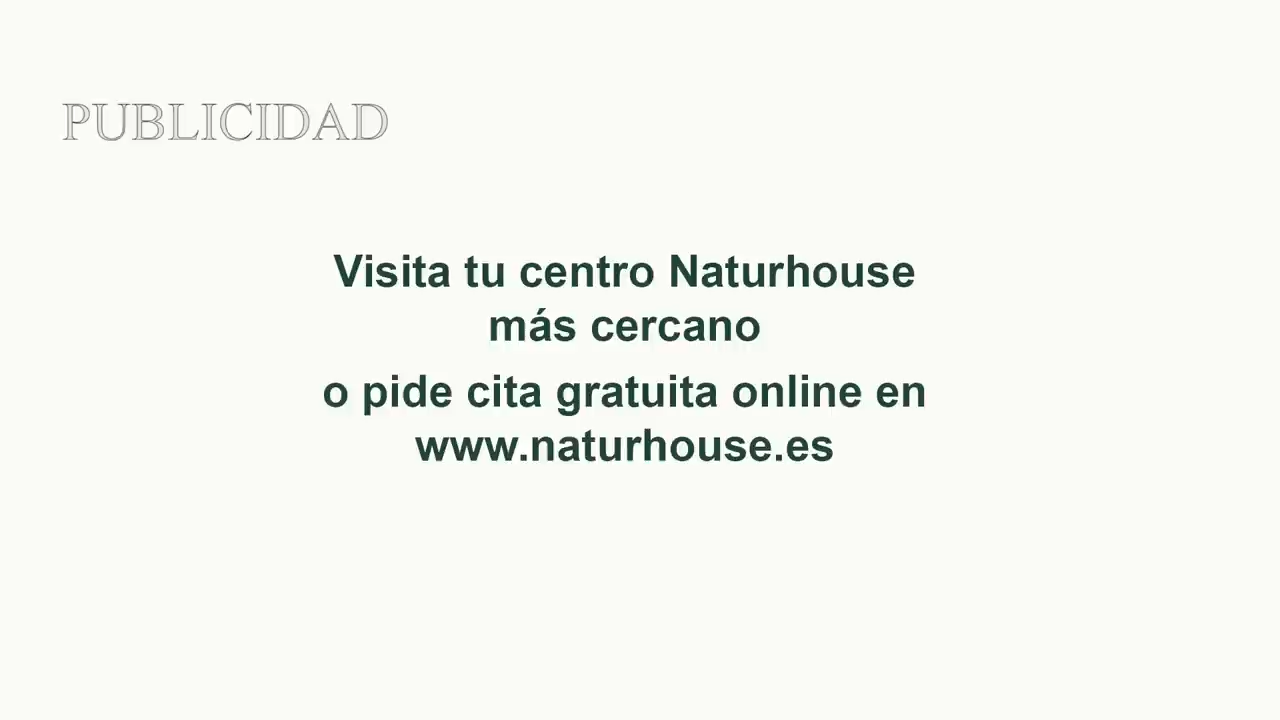 PUBLICIDAD
Visita tu centro Naturhouse
más cercano
o pide cita gratuita online en
www.naturhouse.es